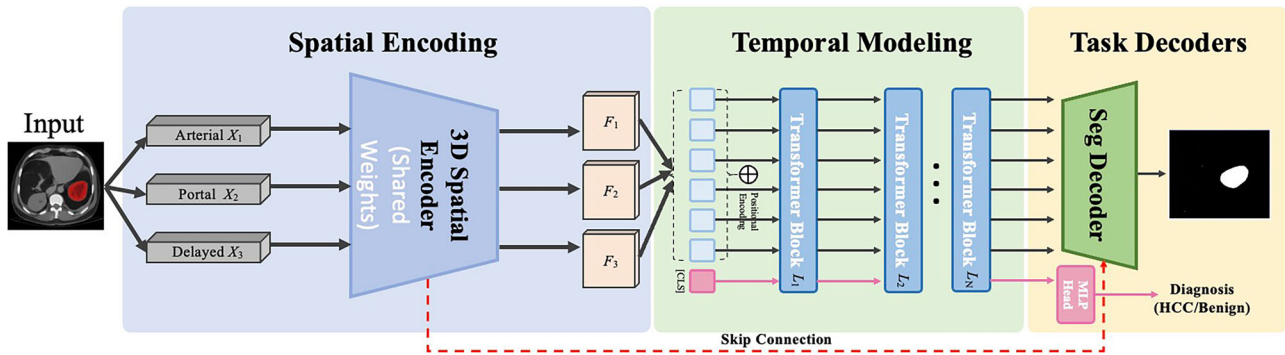 Spatial Encoding
Temporal Modeling
Task Decoders
Input
Arterial X1
Portal X2
Delayed X3
3D Spatial
Encoder
(Shared
Weights)
F1
F2
F3
[CLS]
Positional
Encoding
Transformer Block L1
Transformer Block L2
Transformer Block LN
Seg Decoder
MLP
Head
Diagnosis
(HCC/Benign)
Skip Connection